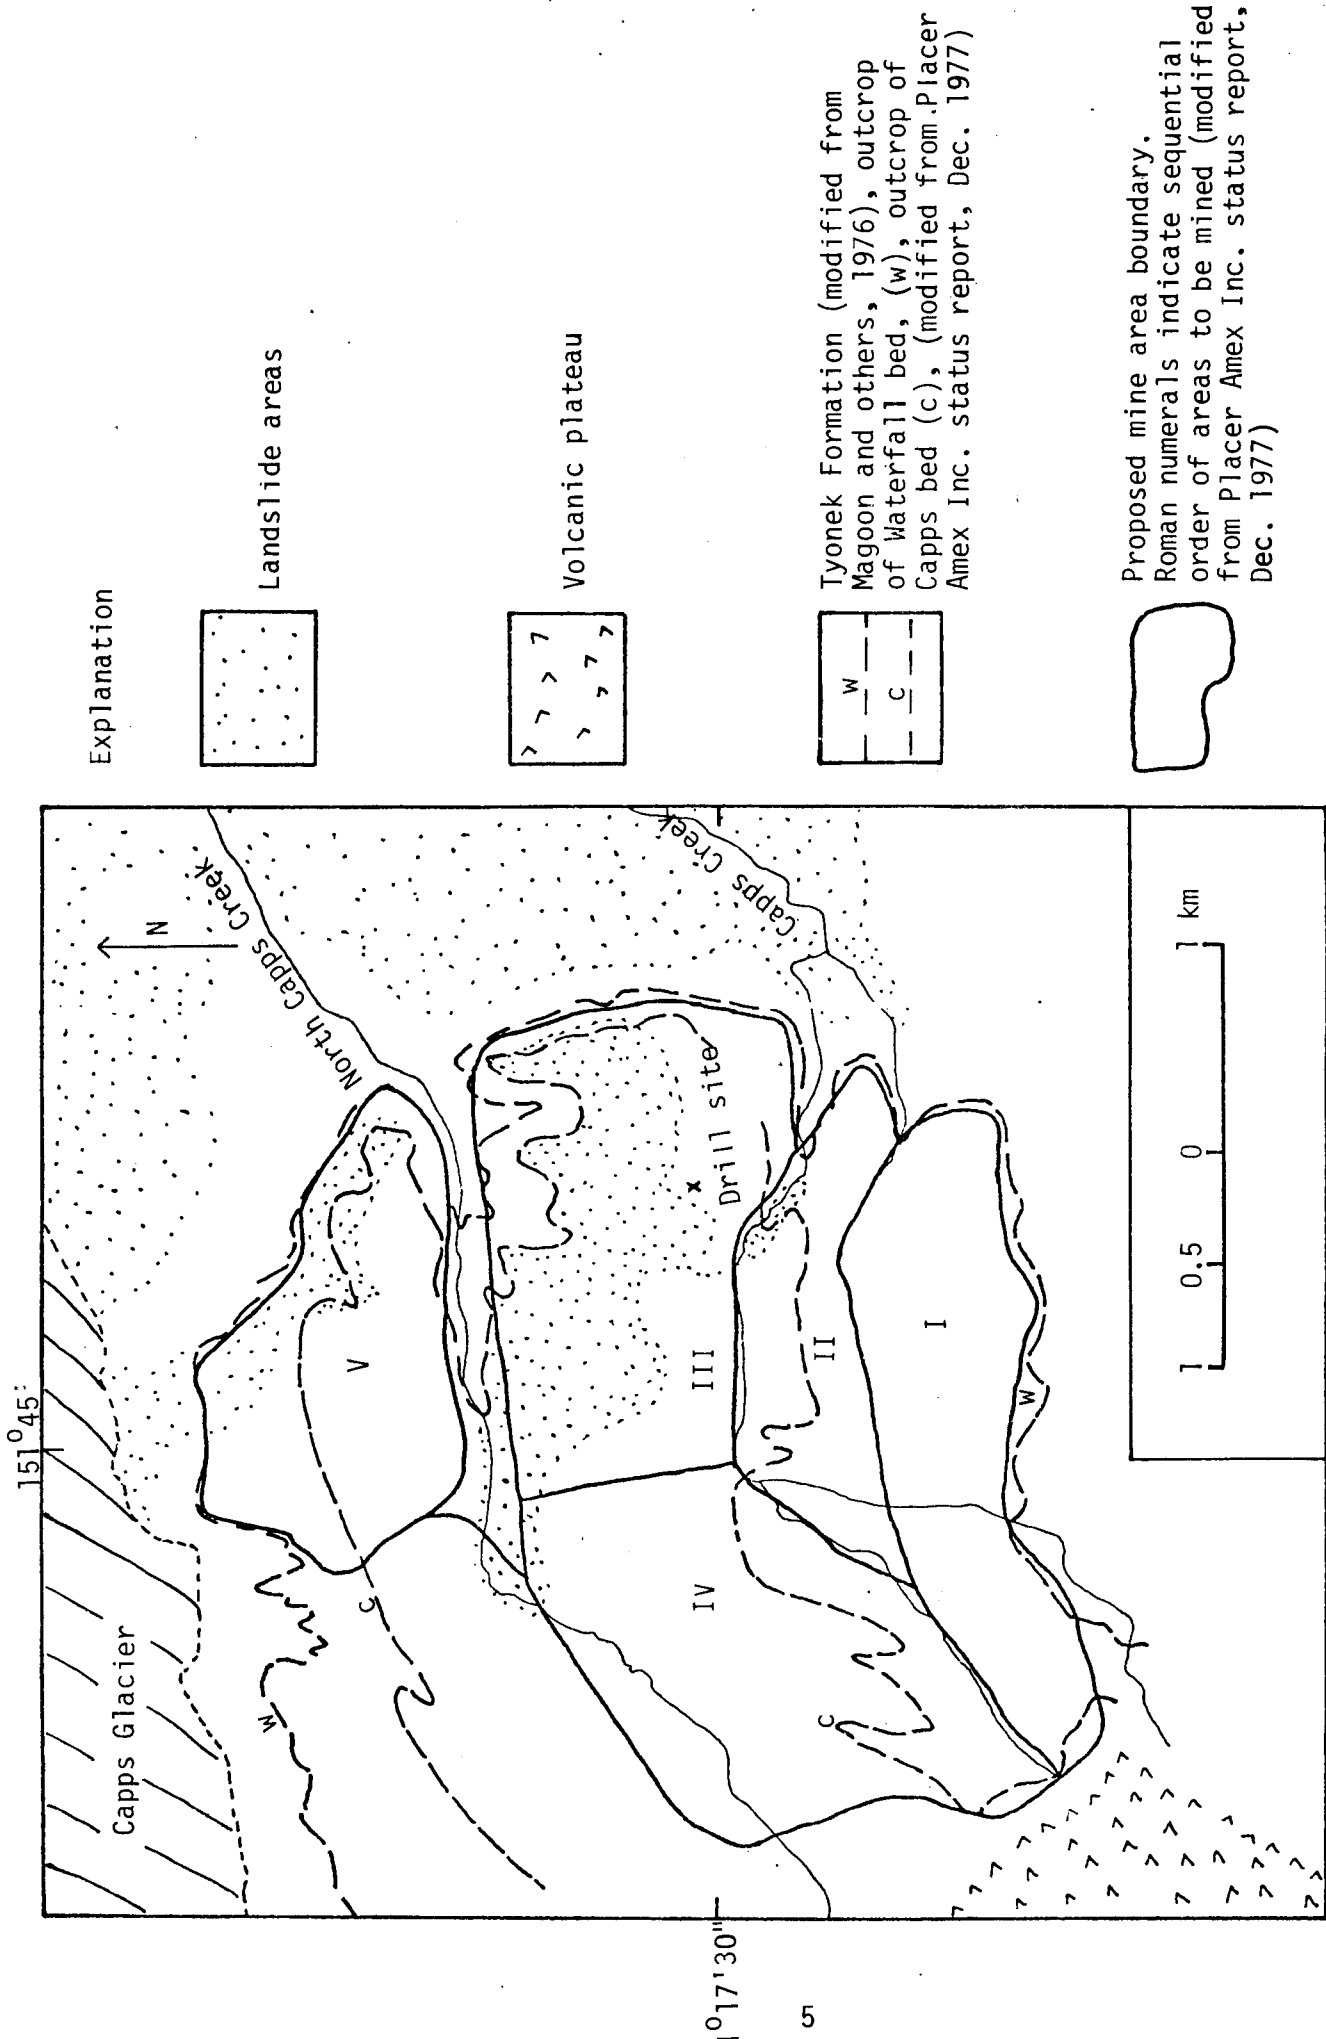 151°45'
Capps Glacier
N
North Capps Creek
W
C
V
Drill site
x
III
IV
II
I
Capps Creek
C
W
°17'30"
1 0.5 0 1 km
Explanation
Landslide areas
Volcanic plateau
W
C
Tyonek Formation (modified from
Magoon and others, 1976), outcrop
of Waterfall bed, (w), outcrop of
Capps bed (c), (modified from Placer
Amex Inc. status report, Dec. 1977)
Proposed mine area boundary.
Roman numerals indicate sequential
order of areas to be mined (modified
from Placer Amex Inc. status report,
Dec. 1977)
5